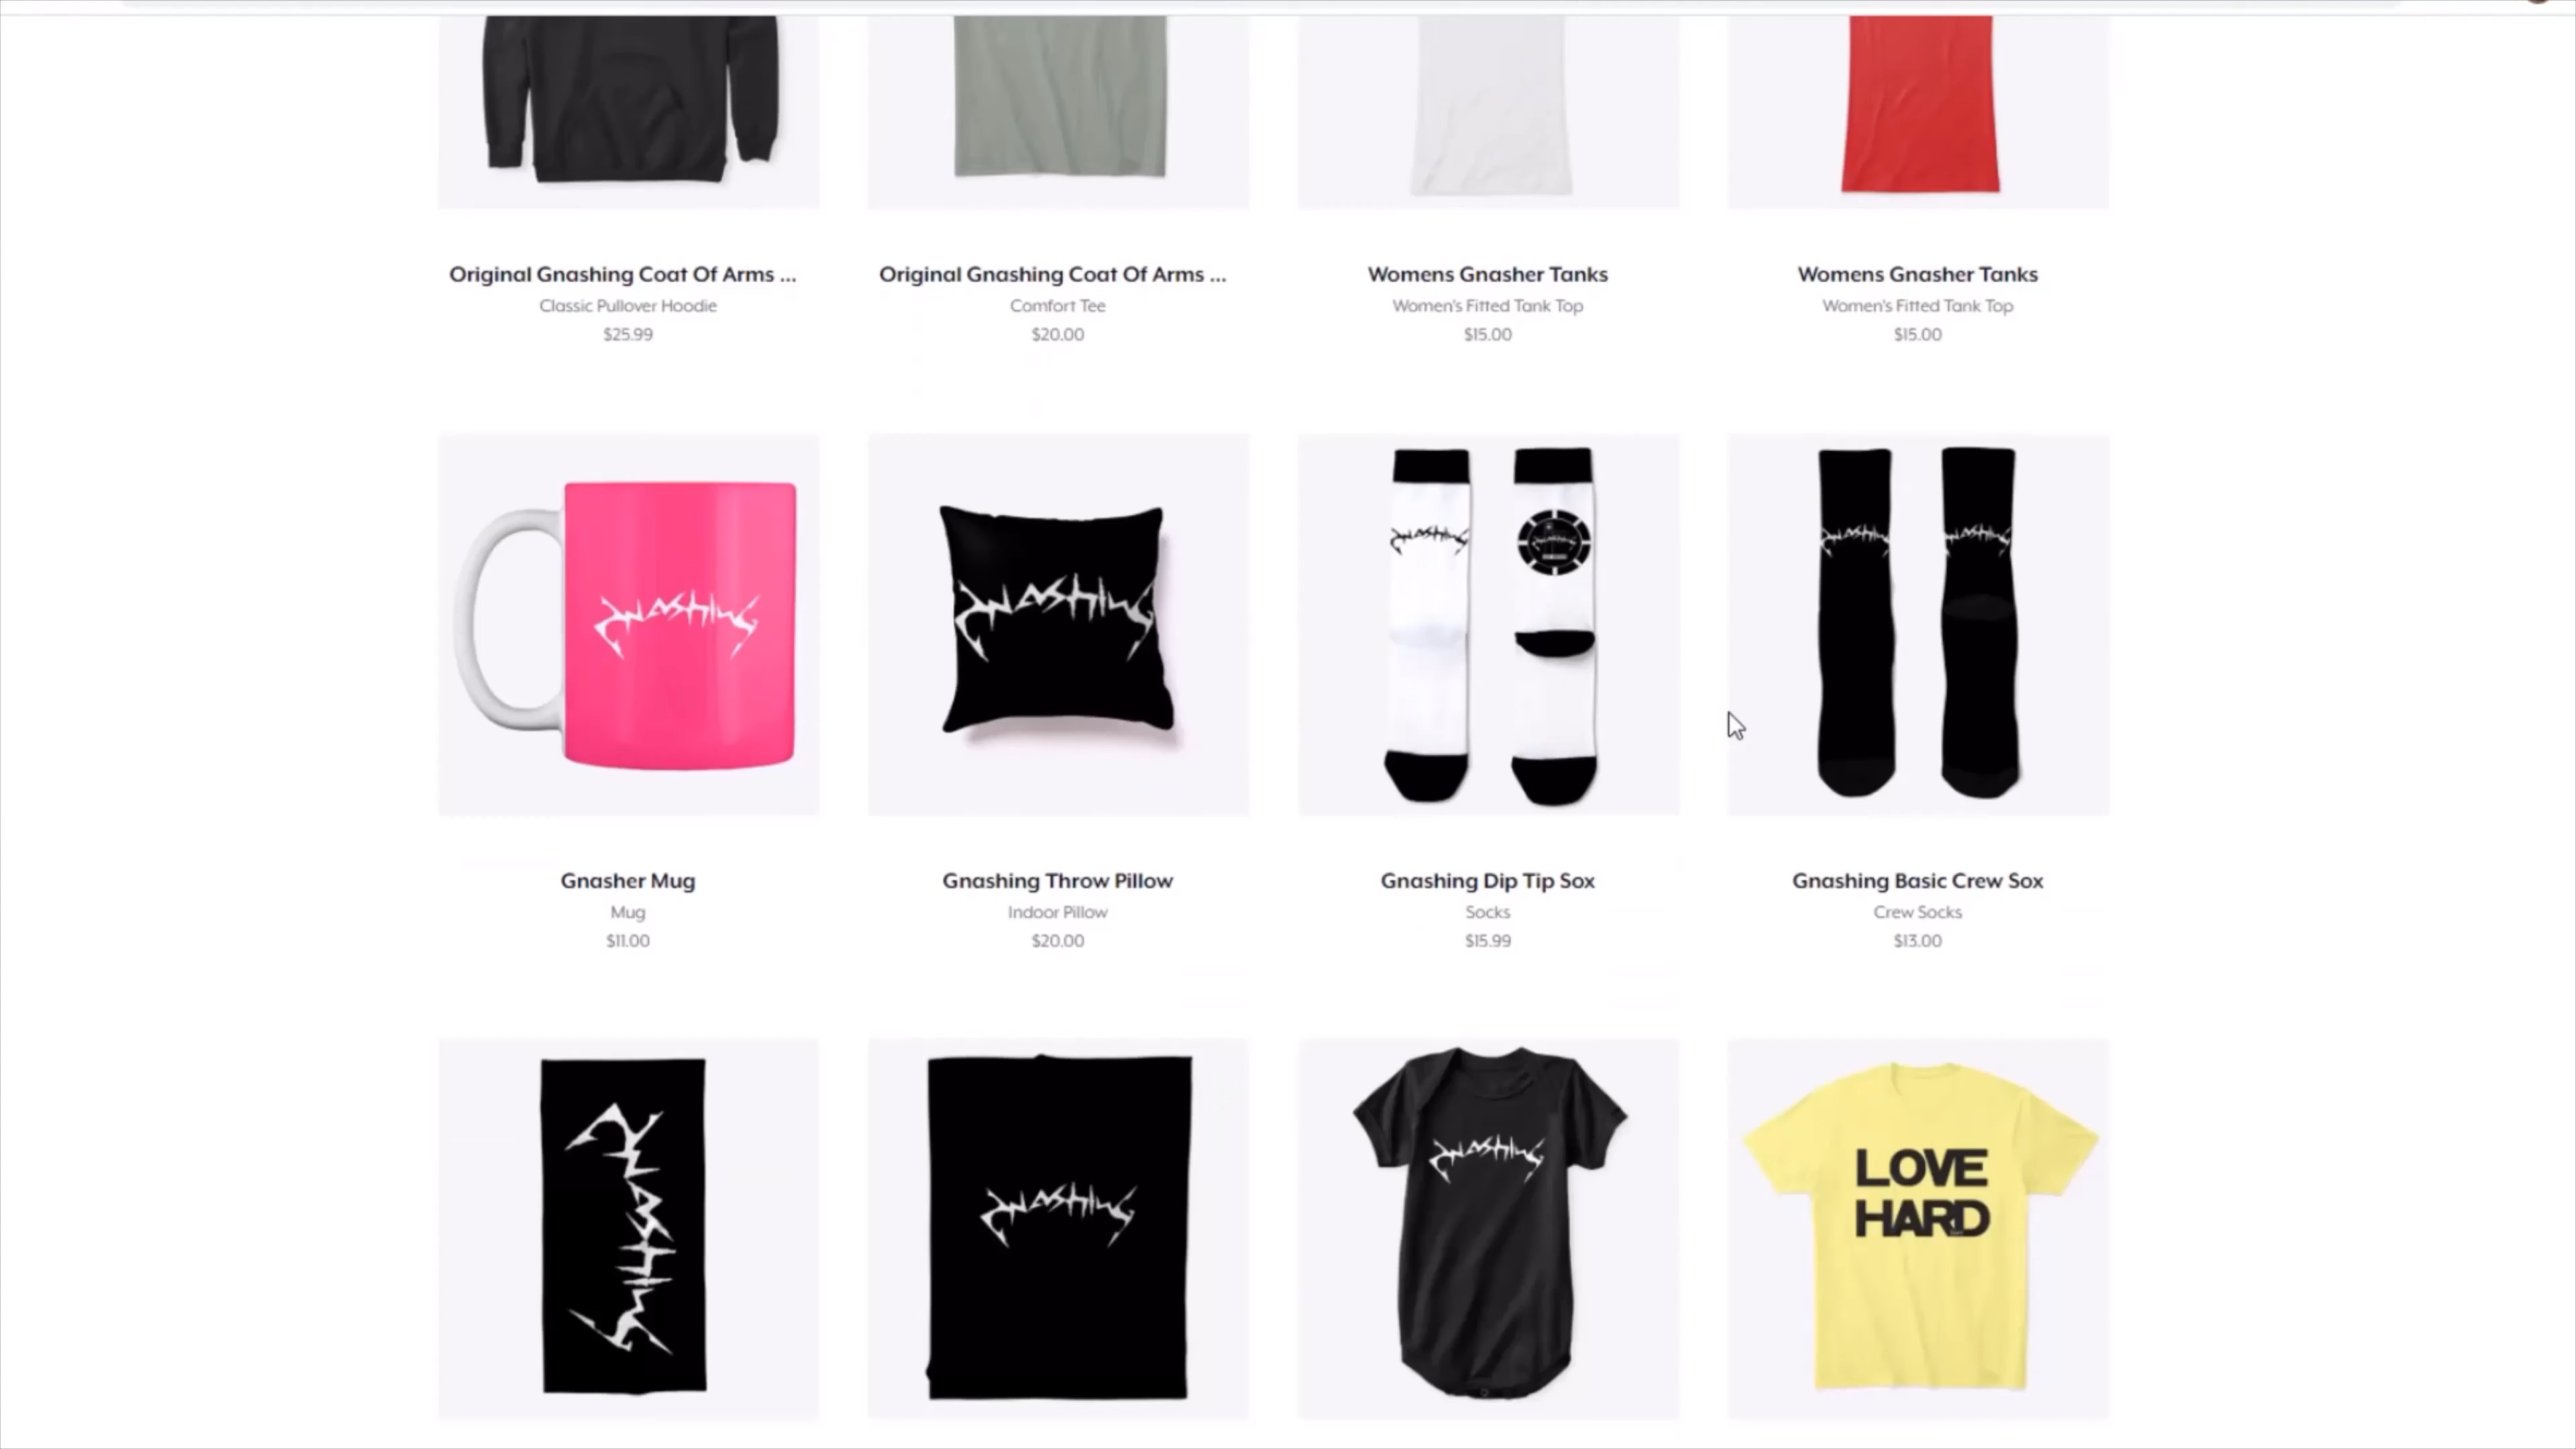 Original Gnashing Coat Of Arms ...
Classic Pullover Hoodie
$25.99
Original Gnashing Coat Of Arms ...
Comfort Tee
$20.00
Womens Gnasher Tanks
Women's Fitted Tank Top
$15.00
Womens Gnasher Tanks
Women's Fitted Tank Top
$15.00
Gnashing
Gnashing
Gnashing
Gnashing
Gnashing
Gnashing
Gnasher Mug
Mug
$11.00
Gnashing Throw Pillow
Indoor Pillow
$20.00
Gnashing Dip Tip Sox
Socks
$15.99
Gnashing Basic Crew Sox
Crew Socks
$13.00
Gnashing
Gnashing
Gnashing
LOVE
HARD